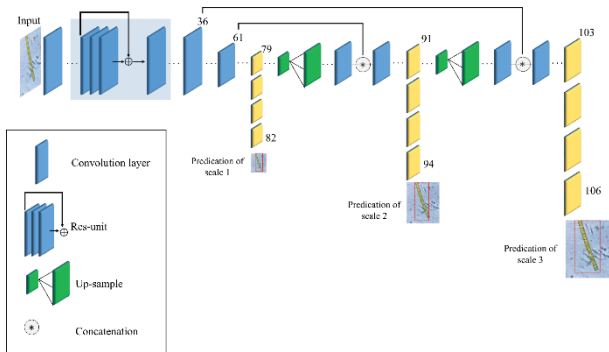 Input
36
61
79
82
Predication of
scale 1
91
94
Predication of
scale 2
103
106
Predication of
scale 3
Convolution layer
Res-unit
Up-sample
Concatenation